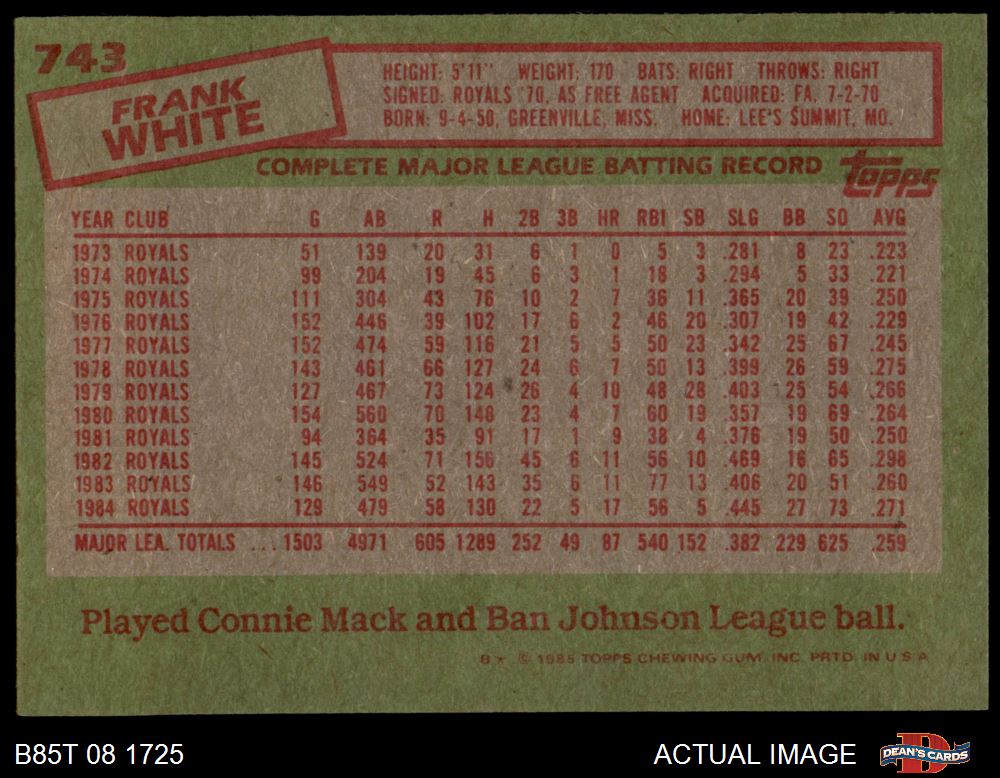 743
FRANK
WHITE
HEIGHT: 5'11" WEIGHT: 170 BATS: RIGHT THROWS: RIGHT
SIGNED: ROYALS '70, AS FREE AGENT ACQUIRED: FA, 7-2-70
BORN: 9-4-50, GREENVILLE, MISS. HOME: LEE'S SUMMIT, MO.
COMPLETE MAJOR LEAGUE BATTING RECORD
topps
YEAR CLUB G AB R H 2B 3B HR RBI SB SLG BB SO AVG
1973 ROYALS 51 139 20 31 6 1 0 5 3 .281 8 23 .223
1974 ROYALS 99 204 19 45 6 3 1 18 3 .294 5 33 .221
1975 ROYALS 111 304 43 76 10 2 7 36 11 .365 20 39 .250
1976 ROYALS 152 446 39 102 17 6 2 46 20 .307 19 42 .229
1977 ROYALS 152 474 59 116 21 5 5 50 23 .342 25 67 .245
1978 ROYALS 143 461 66 127 24 6 7 50 13 .399 26 59 .275
1979 ROYALS 127 467 73 124 26 4 10 48 28 .403 25 54 .266
1980 ROYALS 154 560 70 148 23 4 7 60 19 .357 19 69 .264
1981 ROYALS 94 364 35 91 17 1 9 38 4 .376 19 50 .250
1982 ROYALS 145 524 71 156 45 6 11 56 10 .469 16 65 .298
1983 ROYALS 146 549 52 143 35 6 11 77 13 .406 20 51 .260
1984 ROYALS 129 479 58 130 22 5 17 56 5 .445 27 73 .271
MAJOR LEA. TOTALS ... 1503 4971 605 1289 252 49 87 540 152 .382 229 625 .259
Played Connie Mack and Ban Johnson League ball.
B* © 1985 TOPPS CHEWING GUM, INC. PRTD. IN U.S.A.
B85T 08 1725
ACTUAL IMAGE
D
DEAN'S CARDS